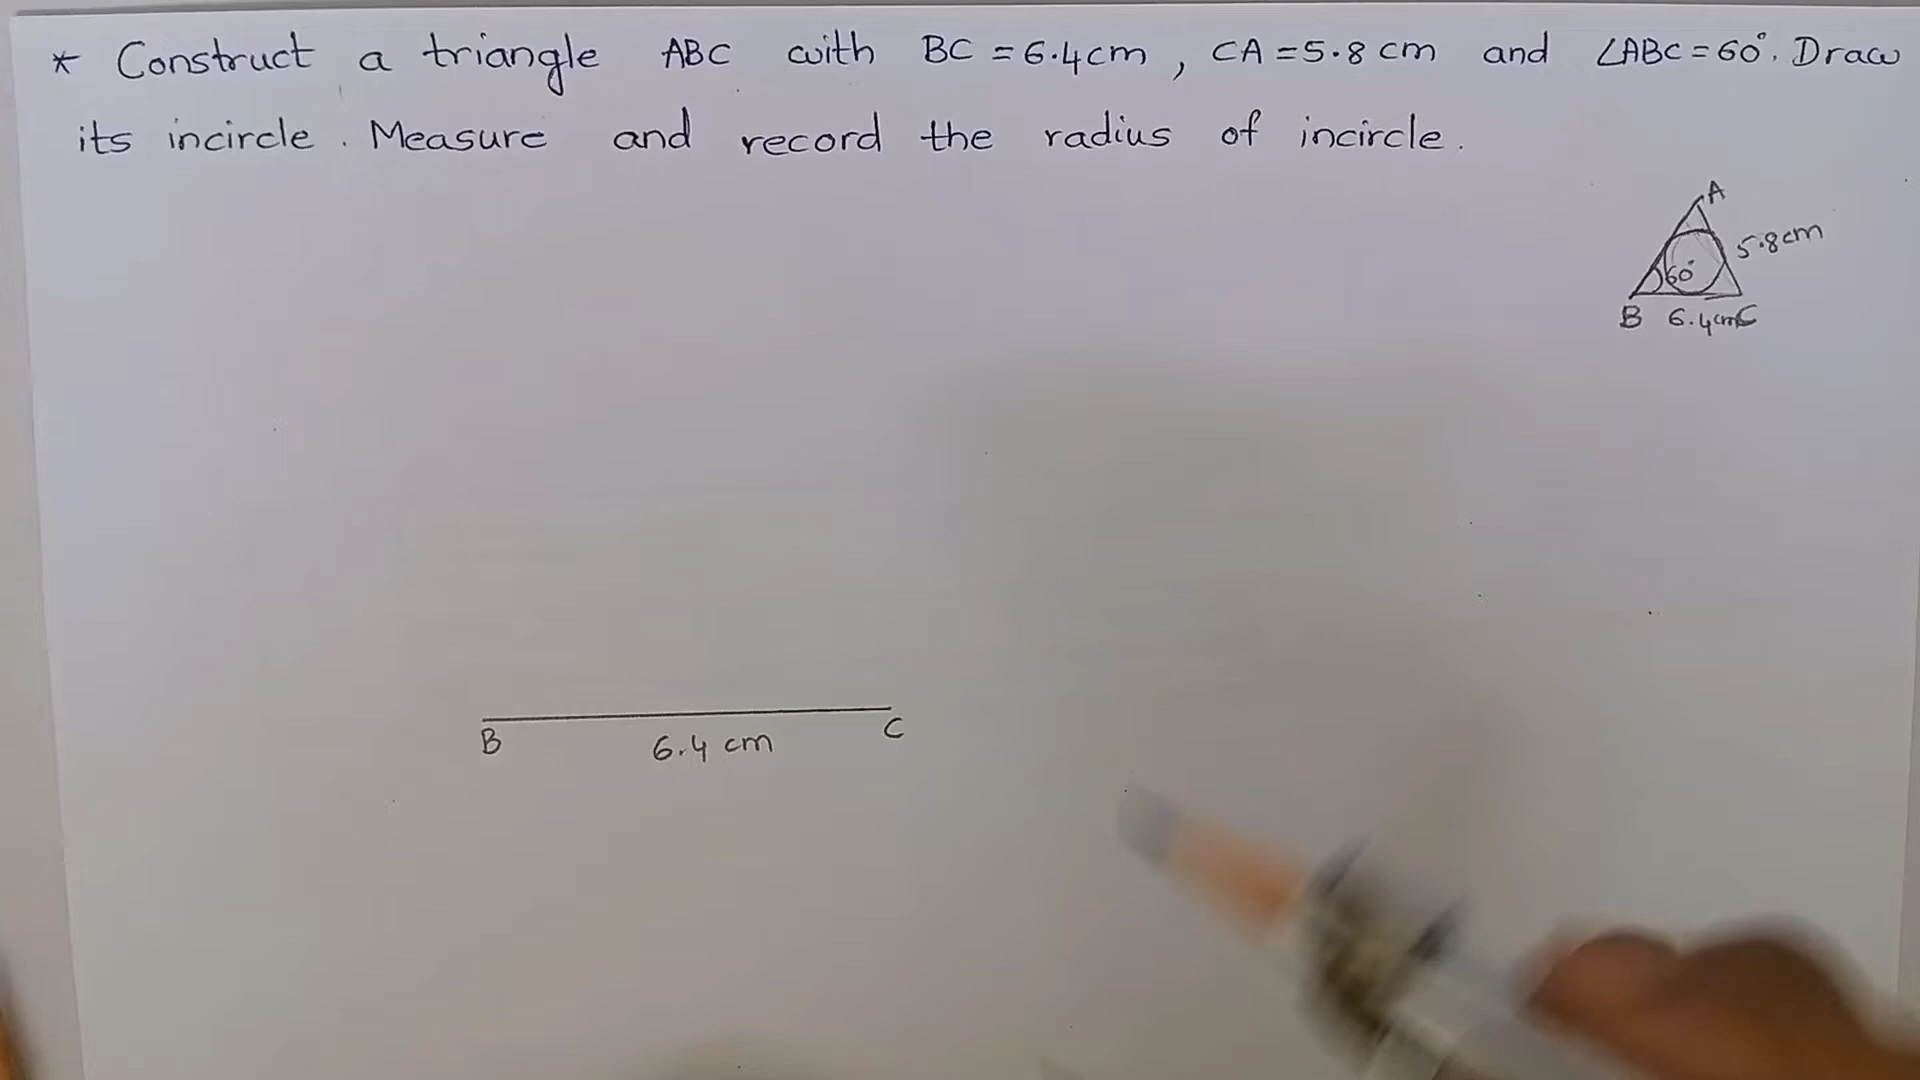 * Construct a triangle ABC with BC = 6.4cm, CA = 5.8 cm and ∠ABC = 60°. Draw
its incircle. Measure and record the radius of incircle.
A
5.8cm
60°
B 6.4cm C
B 6.4 cm C